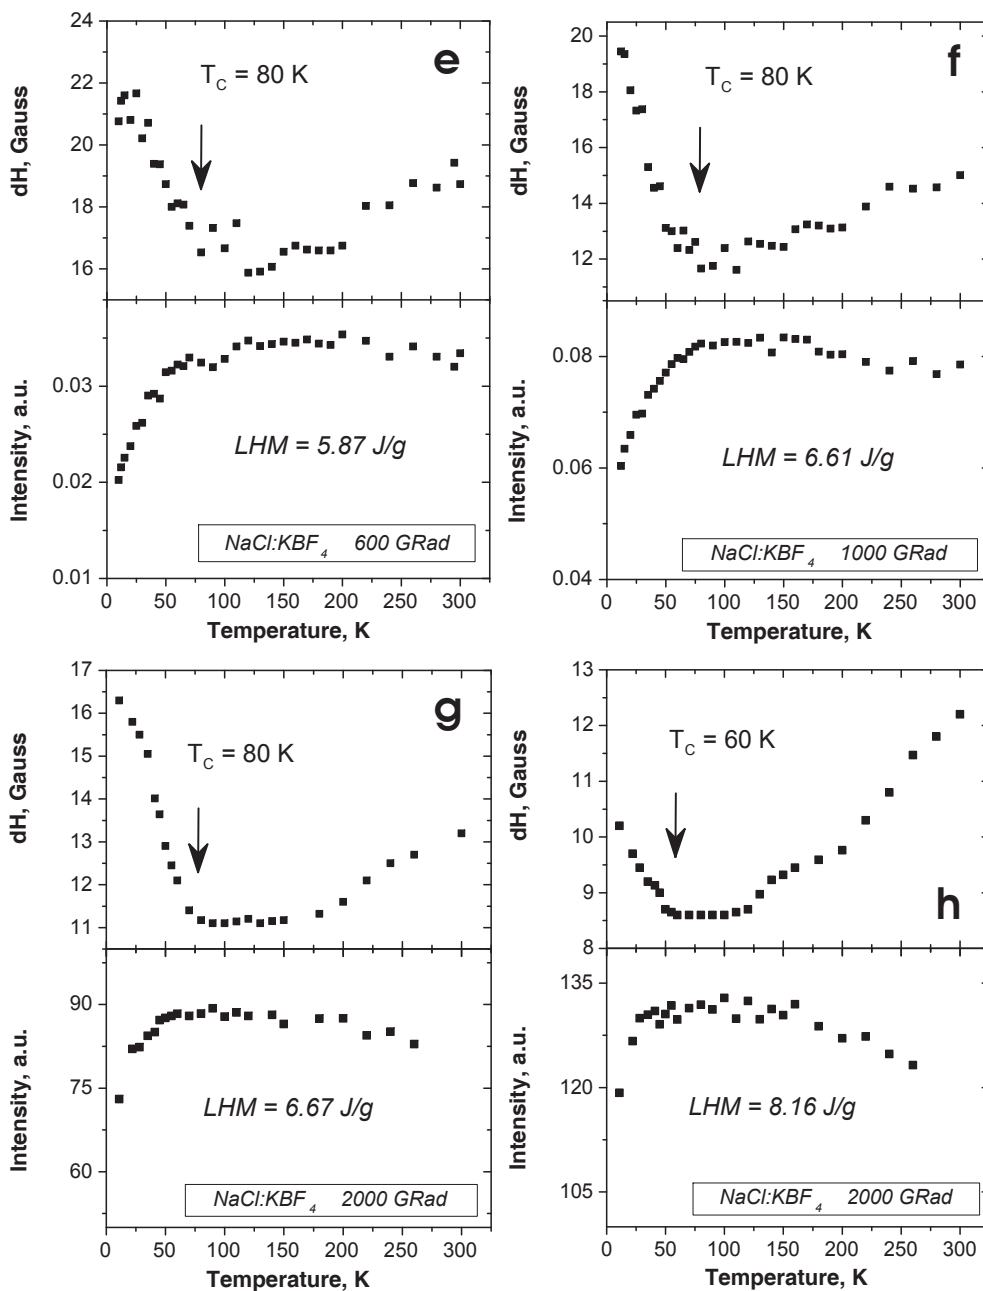 24
22
20
18
16
dH, Gauss
e
T_C = 80 K
0.03
0.02
0.01
Intensity, a.u.
LHM = 5.87 J/g
NaCl:KBF_4 600 GRad
0 50 100 150 200 250 300
Temperature, K
20
18
16
14
12
dH, Gauss
f
T_C = 80 K
0.08
0.06
0.04
Intensity, a.u.
LHM = 6.61 J/g
NaCl:KBF_4 1000 GRad
0 50 100 150 200 250 300
Temperature, K
17
16
15
14
13
12
11
dH, Gauss
g
T_C = 80 K
90
75
60
Intensity, a.u.
LHM = 6.67 J/g
NaCl:KBF_4 2000 GRad
0 50 100 150 200 250 300
Temperature, K
13
12
11
10
9
8
dH, Gauss
h
T_C = 60 K
135
120
105
Intensity, a.u.
LHM = 8.16 J/g
NaCl:KBF_4 2000 GRad
0 50 100 150 200 250 300
Temperature, K